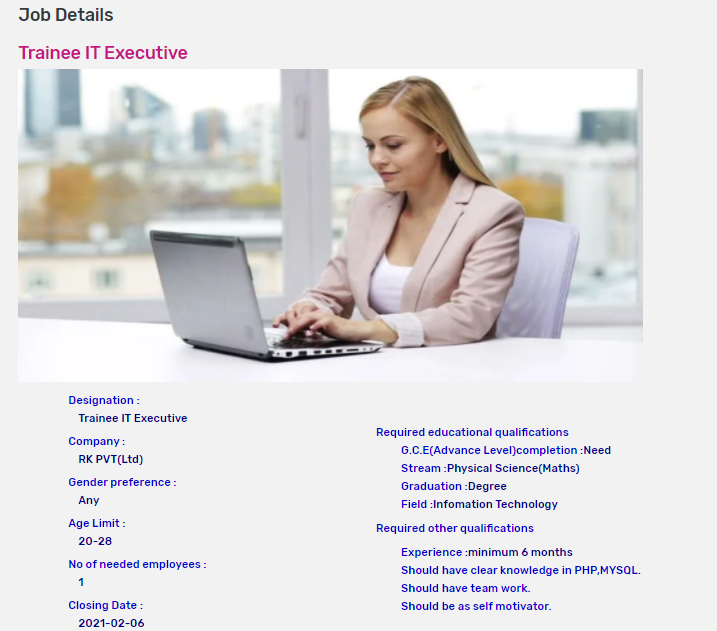 Job Details
Trainee IT Executive
Designation :
Trainee IT Executive
Company :
RK PVT(Ltd)
Gender preference :
Any
Age Limit :
20-28
No of needed employees :
1
Closing Date :
2021-02-06
Required educational qualifications
G.C.E(Advance Level)completion :Need
Stream :Physical Science(Maths)
Graduation :Degree
Field :Infomation Technology
Required other qualifications
Experience :minimum 6 months
Should have clear knowledge in PHP,MYSQL.
Should have team work.
Should be as self motivator.